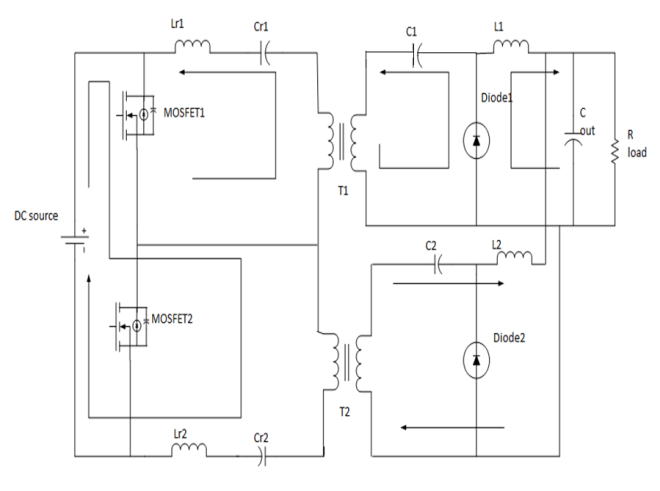 Lr1
Cr1
C1
L1
MOSFET1
Diode1
C
out
R
load
T1
DC source
+
-
C2
L2
MOSFET2
Diode2
T2
Lr2
Cr2